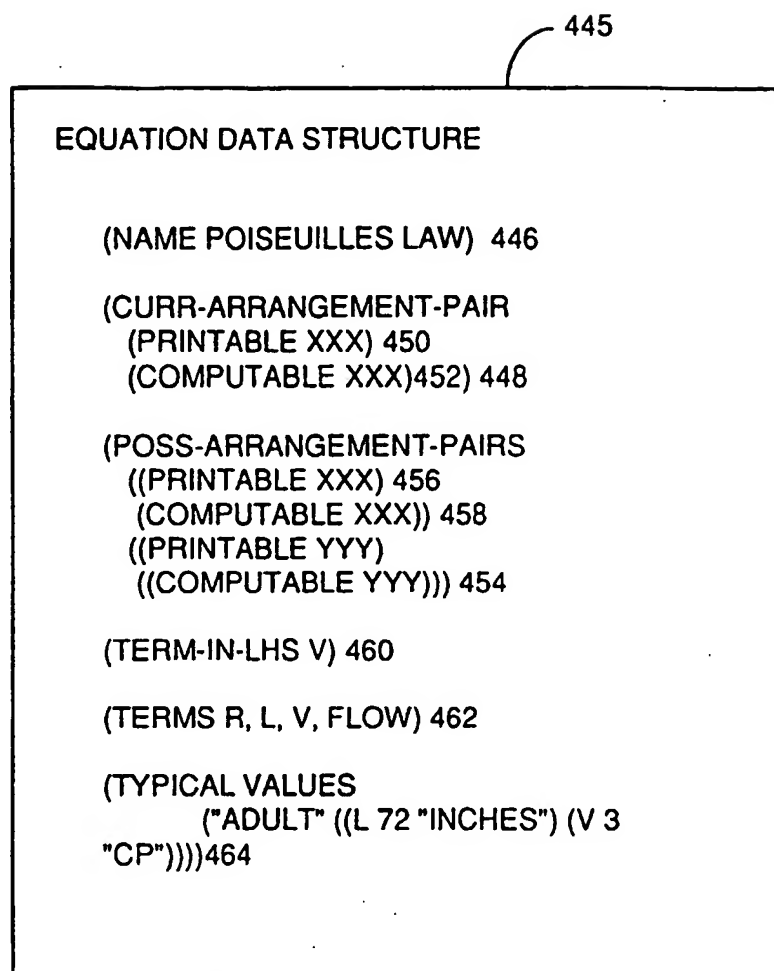 445
EQUATION DATA STRUCTURE
(NAME POISEUILLES LAW) 446
(CURR-ARRANGEMENT-PAIR
(PRINTABLE XXX) 450
(COMPUTABLE XXX)452) 448
(POSS-ARRANGEMENT-PAIRS
((PRINTABLE XXX) 456
(COMPUTABLE XXX)) 458
((PRINTABLE YYY)
((COMPUTABLE YYY))) 454
(TERM-IN-LHS V) 460
(TERMS R, L, V, FLOW) 462
(TYPICAL VALUES
("ADULT" ((L 72 "INCHES") (V 3
"CP"))))464